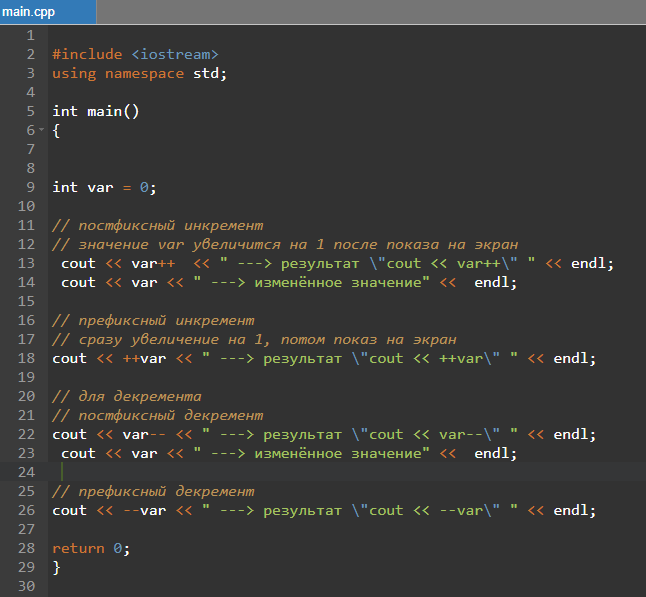 main.cpp
1
2 #include <iostream>
3 using namespace std;
4
5 int main()
6 {
7
8
9 int var = 0;
10
11 // постфиксный инкремент
12 // значение var увеличится на 1 после показа на экран
13 cout << var++  << " ---> результат \"cout << var++\" " << endl;
14 cout << var << " ---> изменённое значение" <<  endl;
15
16 // префиксный инкремент
17 // сразу увеличение на 1, потом показ на экран
18 cout << ++var << " ---> результат \"cout << ++var\" " << endl;
19
20 // для декремента
21 // постфиксный декремент
22 cout << var-- << " ---> результат \"cout << var--\" " << endl;
23 cout << var << " ---> изменённое значение" <<  endl;
24
25 // префиксный декремент
26 cout << --var << " ---> результат \"cout << --var\" " << endl;
27
28 return 0;
29 }
30